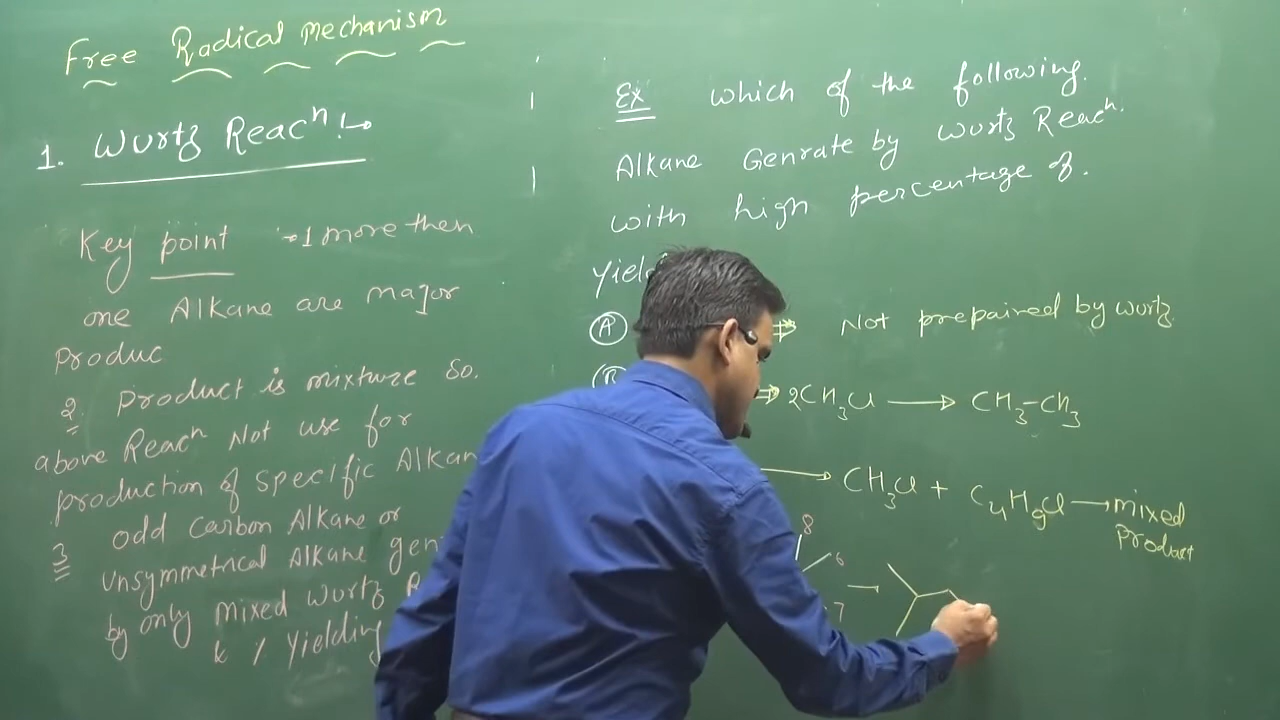 Free Radical Mechanism
1. Wurtz Reacⁿ!↳
Key point →1 more then
one Alkane are major
Produc
2. Product is mixture so.
above Reacⁿ Not use for
production of specific Alkan
3 odd carbon Alkane or
Unsymmetrical Alkane gen
by only mixed wurtz R
& % Yielding
Ex which of the following.
Alkane Genrate by wurtz Reacⁿ.
with high percentage of.
Yield
(A) ⇒ Not prepaired by wurtz
(B) ⇒ 2CH₃Cl ⟶ CH₃-CH₃
⟶ CH₃Cl + C₄H₉Cl ⟶ mixed
Product
8
6
7